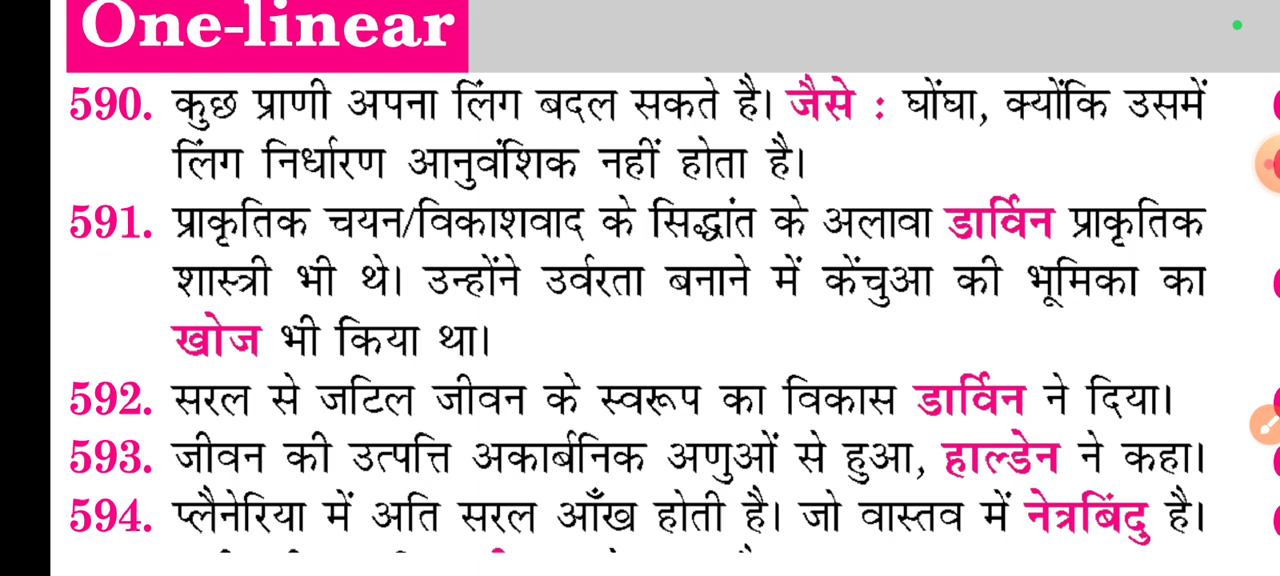 One-linear
590. कुछ प्राणी अपना लिंग बदल सकते है। जैसे : घोंघा, क्योंकि उसमें
लिंग निर्धारण आनुवंशिक नहीं होता है।
591. प्राकृतिक चयन/विकाशवाद के सिद्धांत के अलावा डार्विन प्राकृतिक
शास्त्री भी थे। उन्होंने उर्वरता बनाने में केंचुआ की भूमिका का
खोज भी किया था।
592. सरल से जटिल जीवन के स्वरूप का विकास डार्विन ने दिया।
593. जीवन की उत्पत्ति अकार्बनिक अणुओं से हुआ, हाल्डेन ने कहा।
594. प्लैनेरिया में अति सरल आँख होती है। जो वास्तव में नेत्रबिंदु है।